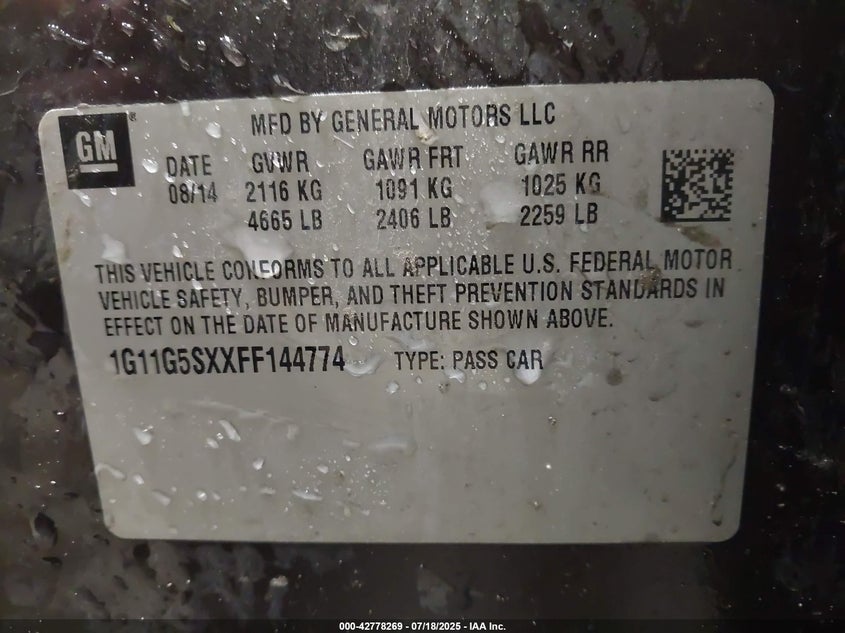 GM ®
MFD BY GENERAL MOTORS LLC
DATE GVWR GAWR FRT GAWR RR
08/14 2116 KG 1091 KG 1025 KG
4665 LB 2406 LB 2259 LB
THIS VEHICLE CONFORMS TO ALL APPLICABLE U.S. FEDERAL MOTOR
VEHICLE SAFETY, BUMPER, AND THEFT PREVENTION STANDARDS IN
EFFECT ON THE DATE OF MANUFACTURE SHOWN ABOVE.
1G11G5SXXFF144774 TYPE: PASS CAR
000-42778269 - 07/18/2025 - IAA Inc.